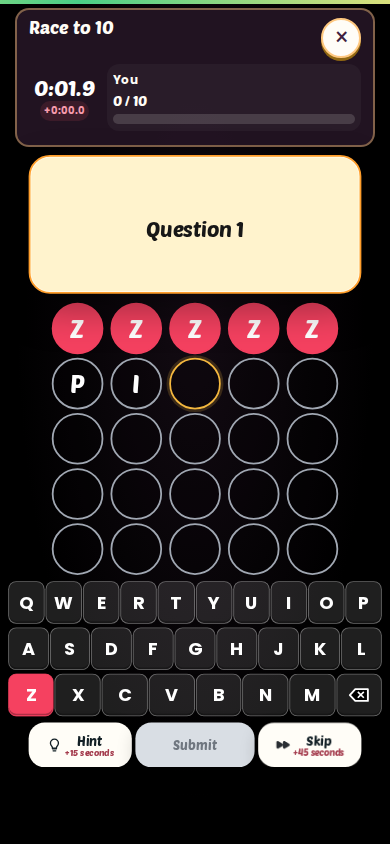 Race to 10
×
0:01.9
+0:00.0
You
0 / 10
Question 1
Z Z Z Z Z
P I
Q W E R T Y U I O P
A S D F G H J K L
Z X C V B N M
Hint
+15 seconds
Submit
Skip
+45 seconds